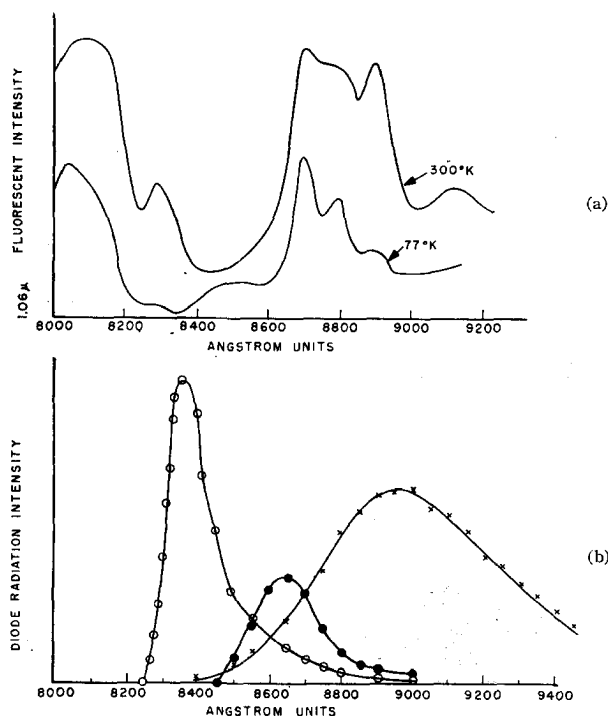 FLUORESCENT INTENSITY
1.06μ
300°K
77°K
(a)
8000 8200 8400 8600 8800 9000 9200
ANGSTROM UNITS
DIODE RADIATION INTENSITY
(b)
8000 8200 8400 8600 8800 9000 9200 9400
ANGSTROM UNITS